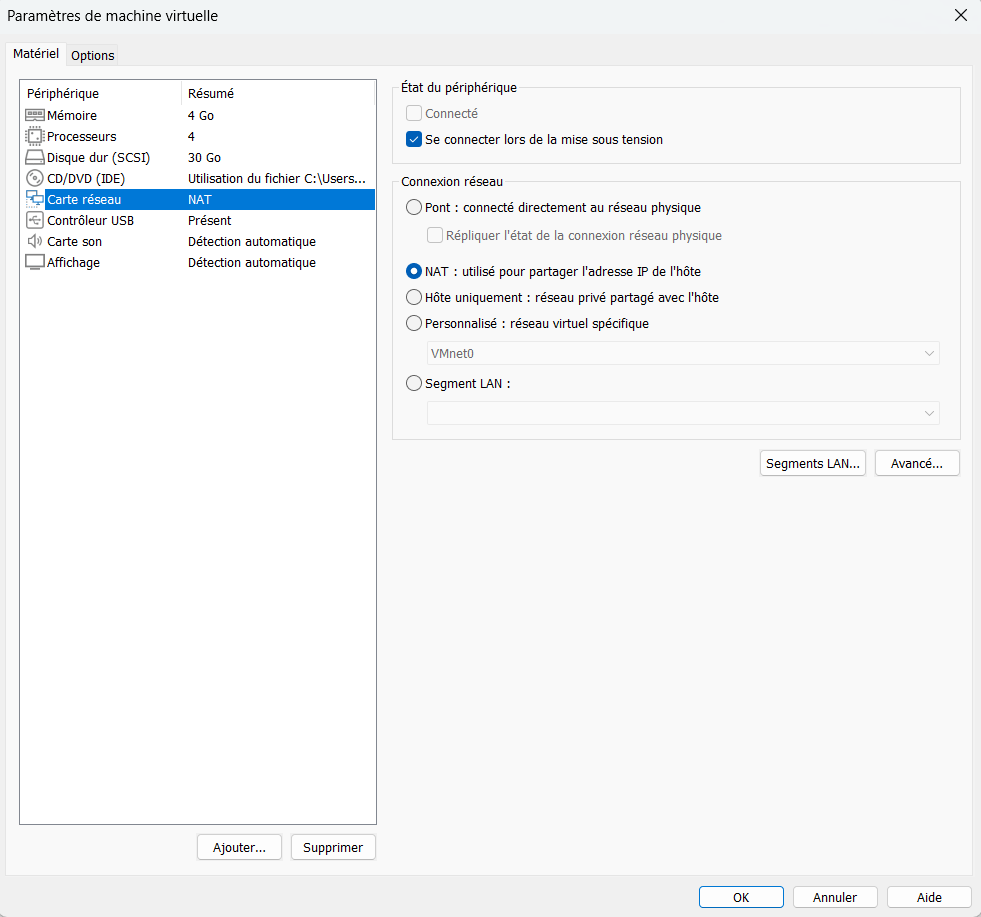 Paramètres de machine virtuelle
Matériel Options
Périphérique Résumé
Mémoire 4 Go
Processeurs 4
Disque dur (SCSI) 30 Go
CD/DVD (IDE) Utilisation du fichier C:\Users...
Carte réseau NAT
Contrôleur USB Présent
Carte son Détection automatique
Affichage Détection automatique
Ajouter... Supprimer
État du périphérique
Connecté
Se connecter lors de la mise sous tension
Connexion réseau
Pont : connecté directement au réseau physique
Répliquer l'état de la connexion réseau physique
NAT : utilisé pour partager l'adresse IP de l'hôte
Hôte uniquement : réseau privé partagé avec l'hôte
Personnalisé : réseau virtuel spécifique
VMnet0
Segment LAN :
Segments LAN... Avancé...
OK Annuler Aide